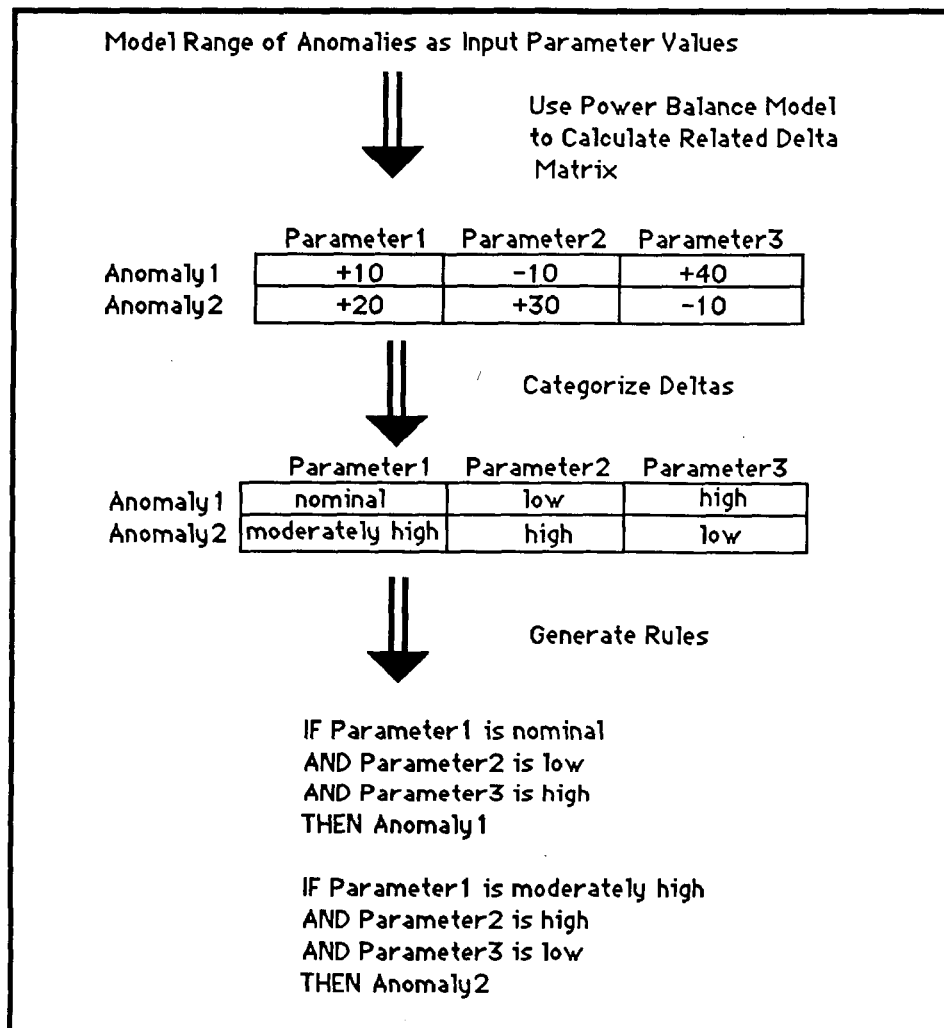 Model Range of Anomalies as Input Parameter Values
Use Power Balance Model
to Calculate Related Delta
Matrix
Parameter1 Parameter2 Parameter3
Anomaly1 +10 -10 +40
Anomaly2 +20 +30 -10
Categorize Deltas
Parameter1 Parameter2 Parameter3
Anomaly1 nominal low high
Anomaly2 moderately high high low
Generate Rules
IF Parameter1 is nominal
AND Parameter2 is low
AND Parameter3 is high
THEN Anomaly1
IF Parameter1 is moderately high
AND Parameter2 is high
AND Parameter3 is low
THEN Anomaly2